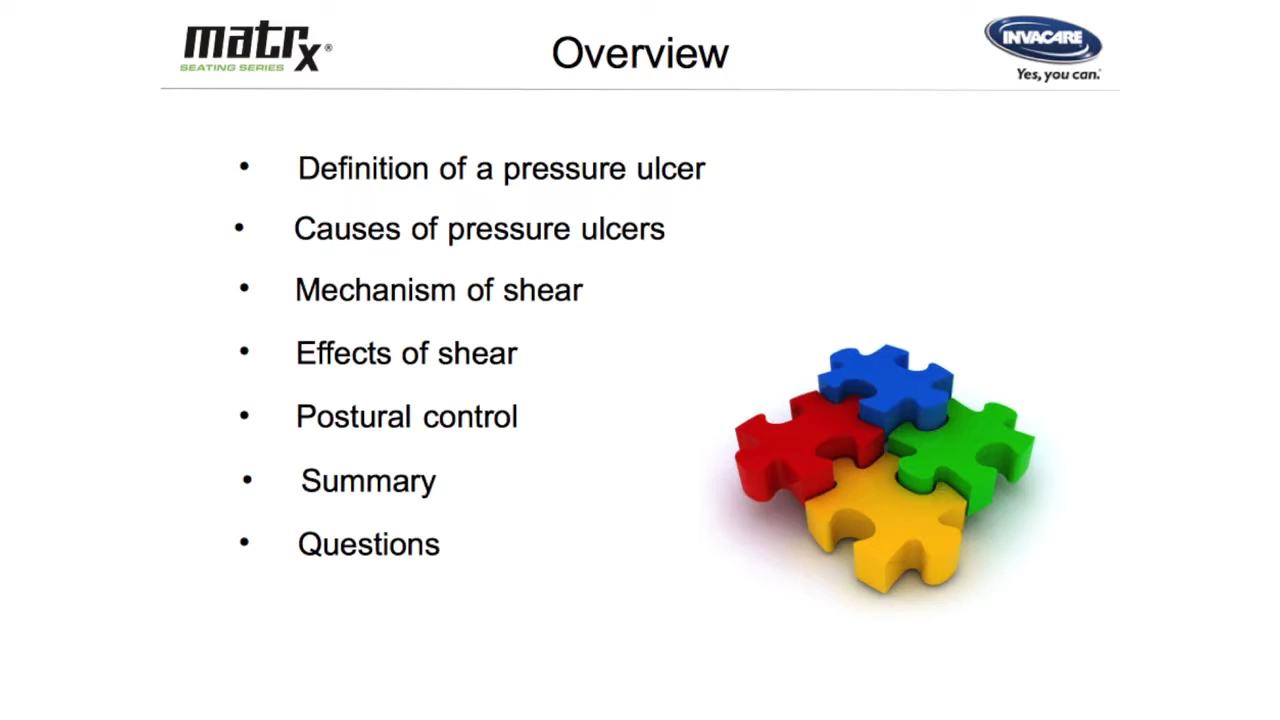 matrx®
SEATING SERIES
Overview
INVACARE
Yes, you can.®
• Definition of a pressure ulcer
• Causes of pressure ulcers
• Mechanism of shear
• Effects of shear
• Postural control
• Summary
• Questions